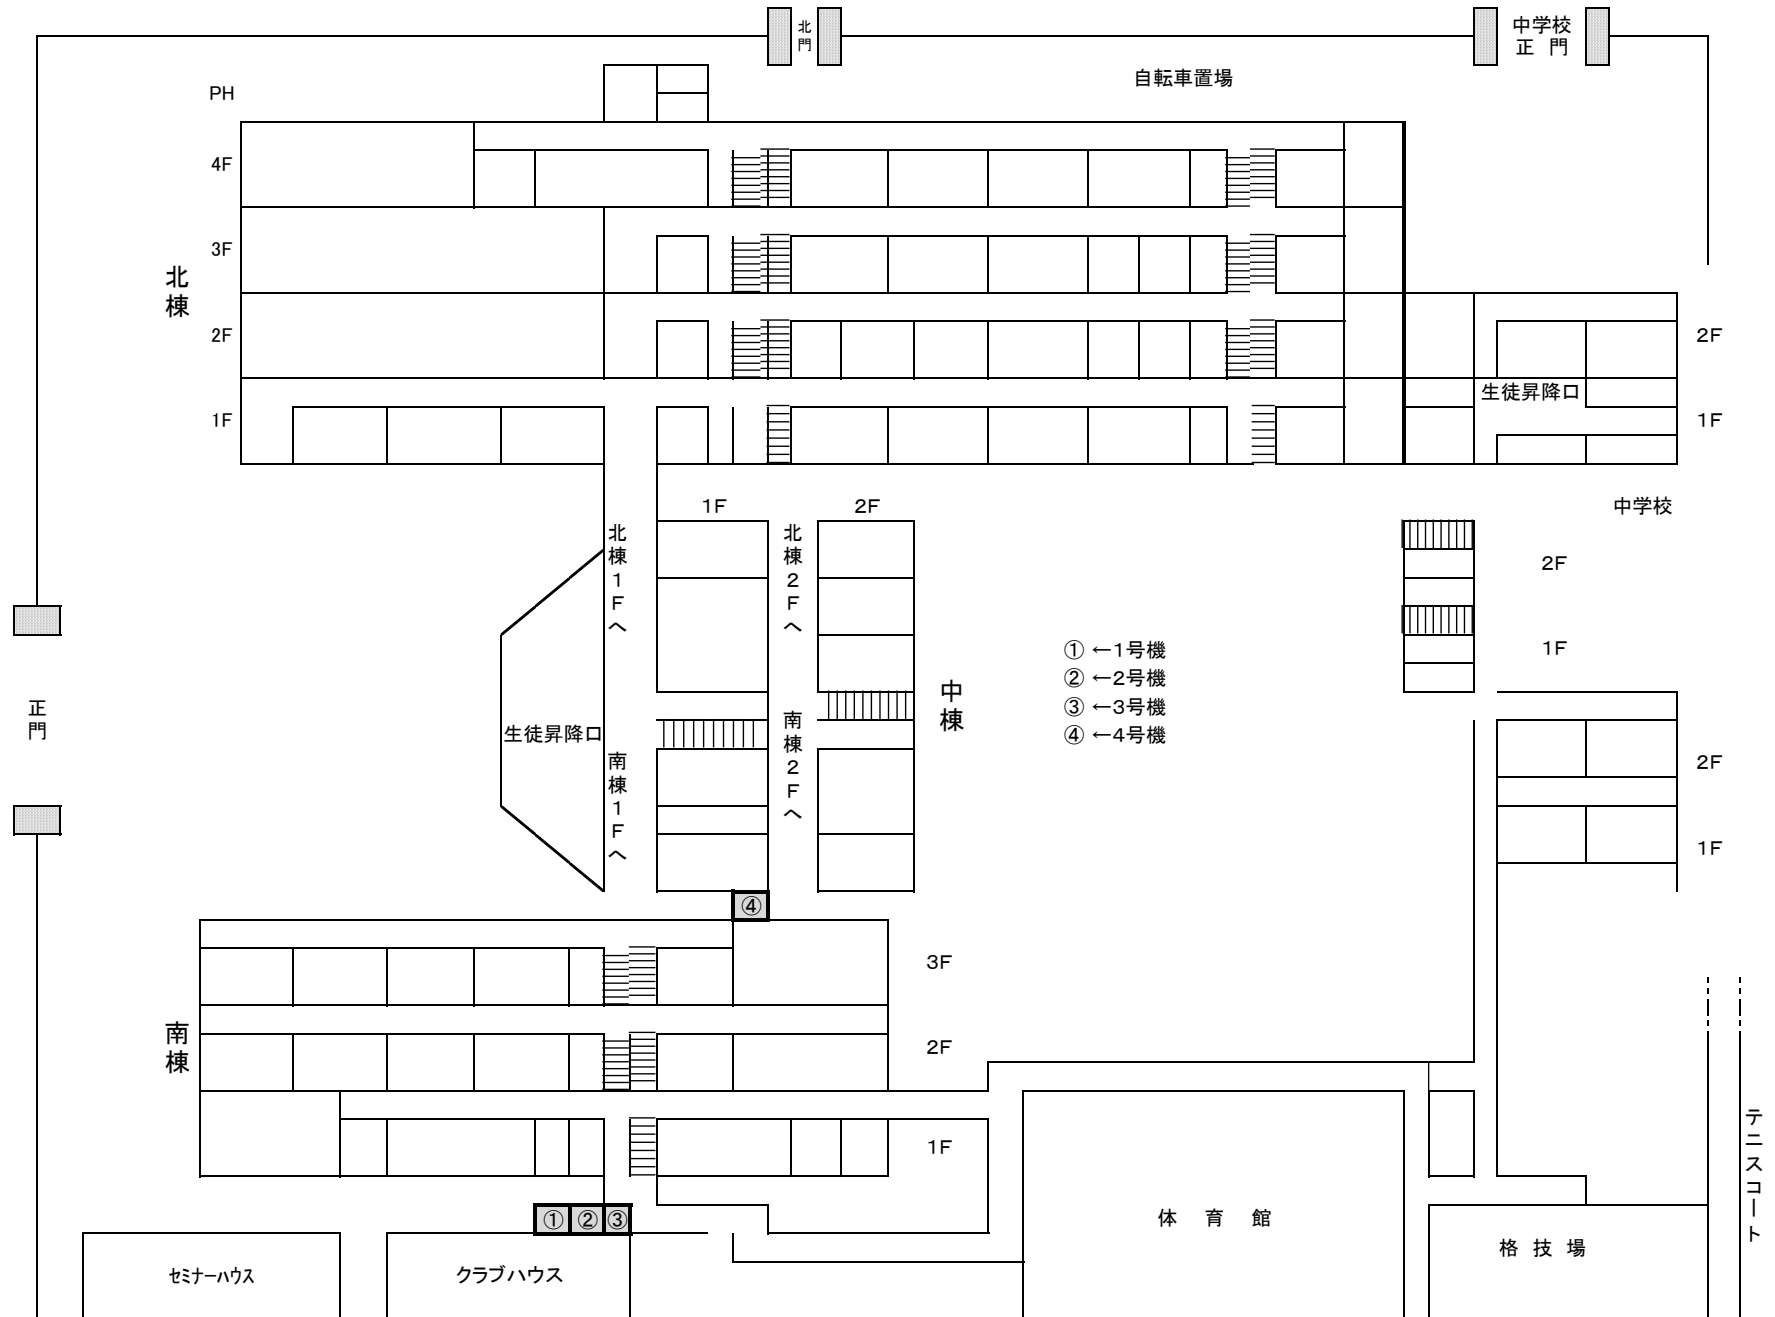 北門
中学校
正　門
自転車置場
PH
4F
3F
北棟
2F
1F
2F
生徒昇降口
1F
1F
2F
中学校
北棟1Fへ
北棟2Fへ
2F
1F
① ←1号機
② ←2号機
③ ←3号機
④ ←4号機
中棟
正門
生徒昇降口
南棟1Fへ
南棟2Fへ
2F
1F
④
3F
南棟
2F
1F
テニスコート
① ② ③
体　育　館
格　技　場
セミナーハウス
クラブハウス